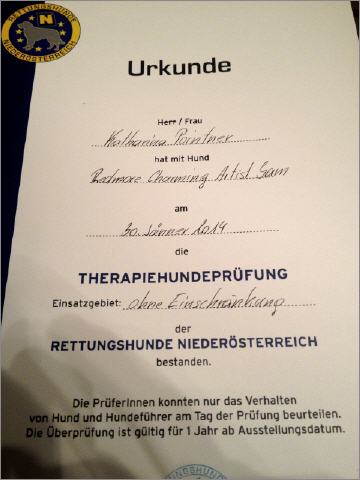 RETTUNGSHUNDE
N
NIEDERÖSTERREICH
Urkunde
Herr / Frau
Katharina Pointner
hat mit Hund
Redmore Charming Artist Sam
am
30. Jänner 2014
die
THERAPIEHUNDEPRÜFUNG
Einsatzgebiet: ohne Einschränkung
der
RETTUNGSHUNDE NIEDERÖSTERREICH
bestanden.
Die PrüferInnen konnten nur das Verhalten
von Hund und Hundeführer am Tag der Prüfung beurteilen.
Die Überprüfung ist gültig für 1 Jahr ab Ausstellungsdatum.